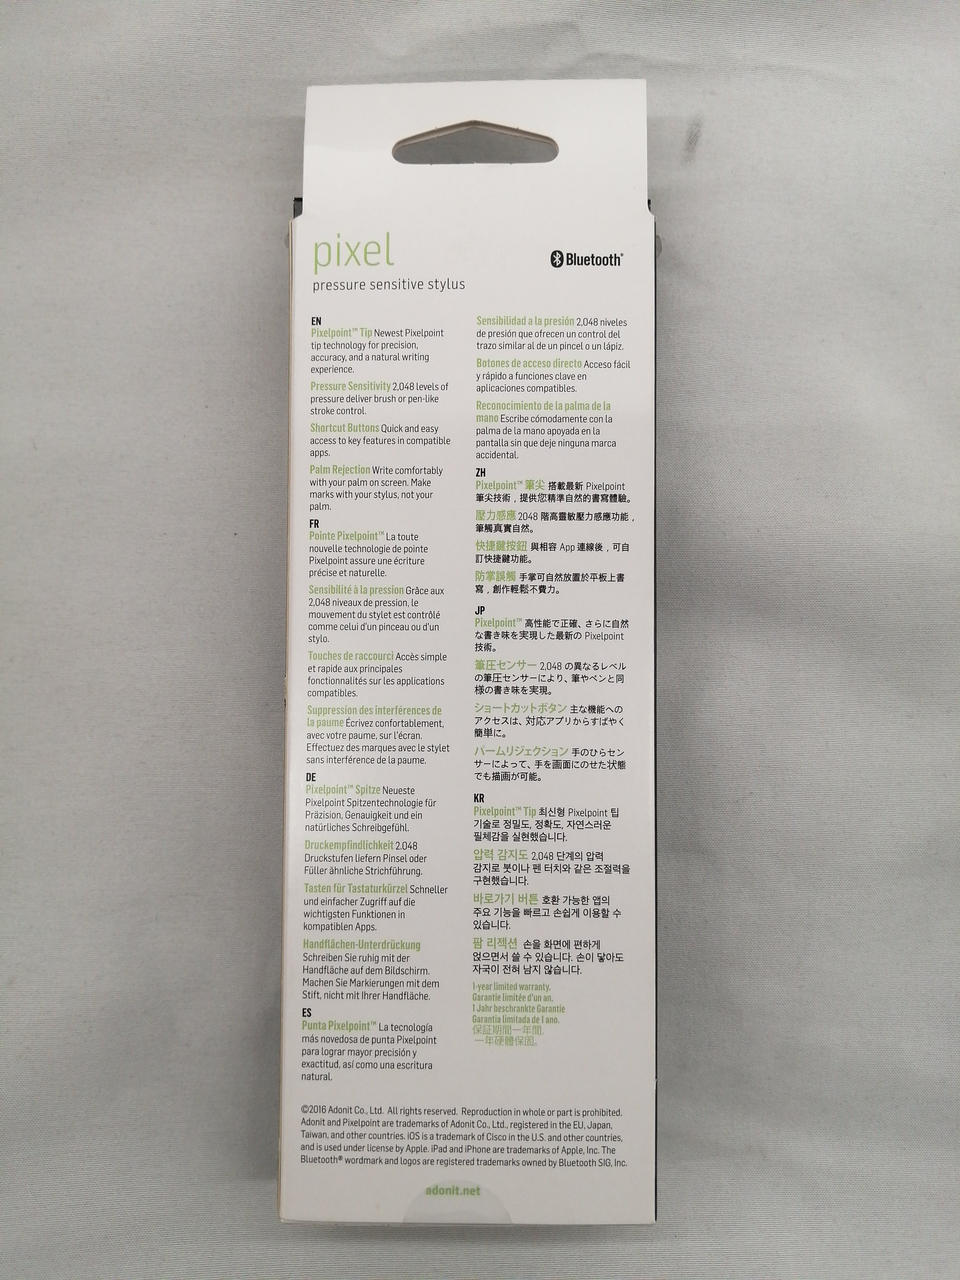 pixel
pressure sensitive stylus
Bluetooth®
EN
Pixelpoint™ Tip Newest Pixelpoint
tip technology for precision,
accuracy, and a natural writing
experience.
Pressure Sensitivity 2,048 levels of
pressure deliver brush or pen-like
stroke control.
Shortcut Buttons Quick and easy
access to key features in compatible
apps.
Palm Rejection Write comfortably
with your palm on screen. Make
marks with your stylus, not your
palm.
FR
Pointe Pixelpoint™ La toute
nouvelle technologie de pointe
Pixelpoint assure une écriture
précise et naturelle.
Sensibilité à la pression Grâce aux
2,048 niveaux de pression, le
mouvement du stylet est contrôlé
comme celui d'un pinceau ou d'un
stylo.
Touches de raccourci Accès simple
et rapide aux principales
fonctionnalités sur les applications
compatibles.
Suppression des interférences de
la paume Écrivez confortablement,
avec votre paume, sur l'écran.
Effectuez des marques avec le stylet
sans interférence de la paume.
DE
Pixelpoint™ Spitze Neueste
Pixelpoint Spitzentechnologie für
Präzision, Genauigkeit und ein
natürliches Schreibgefühl.
Druckempfindlichkeit 2.048
Druckstufen liefern Pinsel oder
Füller ähnliche Strichführung.
Tasten für Tastaturkürzel Schneller
und einfacher Zugriff auf die
wichtigsten Funktionen in
kompatiblen Apps.
Handflächen-Unterdrückung
Schreiben Sie ruhig mit der
Handfläche auf dem Bildschirm.
Machen Sie Markierungen mit dem
Stift, nicht mit Ihrer Handfläche.
ES
Punta Pixelpoint™ La tecnología
más novedosa de punta Pixelpoint
para lograr mayor precisión y
exactitud, así como una escritura
natural.
Sensibilidad a la presión 2,048 niveles
de presión que ofrecen un control del
trazo similar al de un pincel o un lápiz.
Botones de acceso directo Acceso fácil
y rápido a funciones clave en
aplicaciones compatibles.
Reconocimiento de la palma de la
mano Escribe cómodamente con la
palma de la mano apoyada en la
pantalla sin que deje ninguna marca
accidental.
ZH
Pixelpoint™ 筆尖 搭載最新 Pixelpoint
筆尖技術，提供您精準自然的書寫體驗。
壓力感應 2048 階高靈敏壓力感應功能，
筆觸真實自然。
快捷鍵按鈕 與相容 App 連線後，可自
訂快捷鍵功能。
防掌誤觸 手掌可自然放置於平板上書
寫，創作輕鬆不費力。
JP
Pixelpoint™ 高性能で正確、さらに自然
な書き味を実現した最新の Pixelpoint
技術。
筆圧センサー 2,048 の異なるレベル
の筆圧センサーにより、筆やペンと同
様の書き味を実現。
ショートカットボタン 主な機能への
アクセスは、対応アプリからすばやく
簡単に。
パームリジェクション 手のひらセン
サーによって、手を画面にのせた状態
でも描画が可能。
KR
Pixelpoint™ Tip 최신형 Pixelpoint 팁
기술로 정밀도, 정확도, 자연스러운
필체감을 실현했습니다.
압력 감지도 2,048 단계의 압력
감지로 붓이나 펜 터치와 같은 조절력을
구현했습니다.
바로가기 버튼 호환 가능한 앱의
주요 기능을 빠르고 손쉽게 이용할 수
있습니다.
팜 리젝션 손을 화면에 편하게
얹으면서 쓸 수 있습니다. 손이 닿아도
자국이 전혀 남지 않습니다.
1-year limited warranty.
Garantie limitée d'un an.
1 Jahr beschrankte Garantie
Garantía limitada de 1 ano.
保証期間一年間.
一年硬體保固。
©2016 Adonit Co., Ltd. All rights reserved. Reproduction in whole or part is prohibited.
Adonit and Pixelpoint are trademarks of Adonit Co., Ltd., registered in the EU, Japan,
Taiwan, and other countries. iOS is a trademark of Cisco in the U.S. and other countries,
and is used under license by Apple. iPad and iPhone are trademarks of Apple, Inc. The
Bluetooth® wordmark and logos are registered trademarks owned by Bluetooth SIG, Inc.
adonit.net